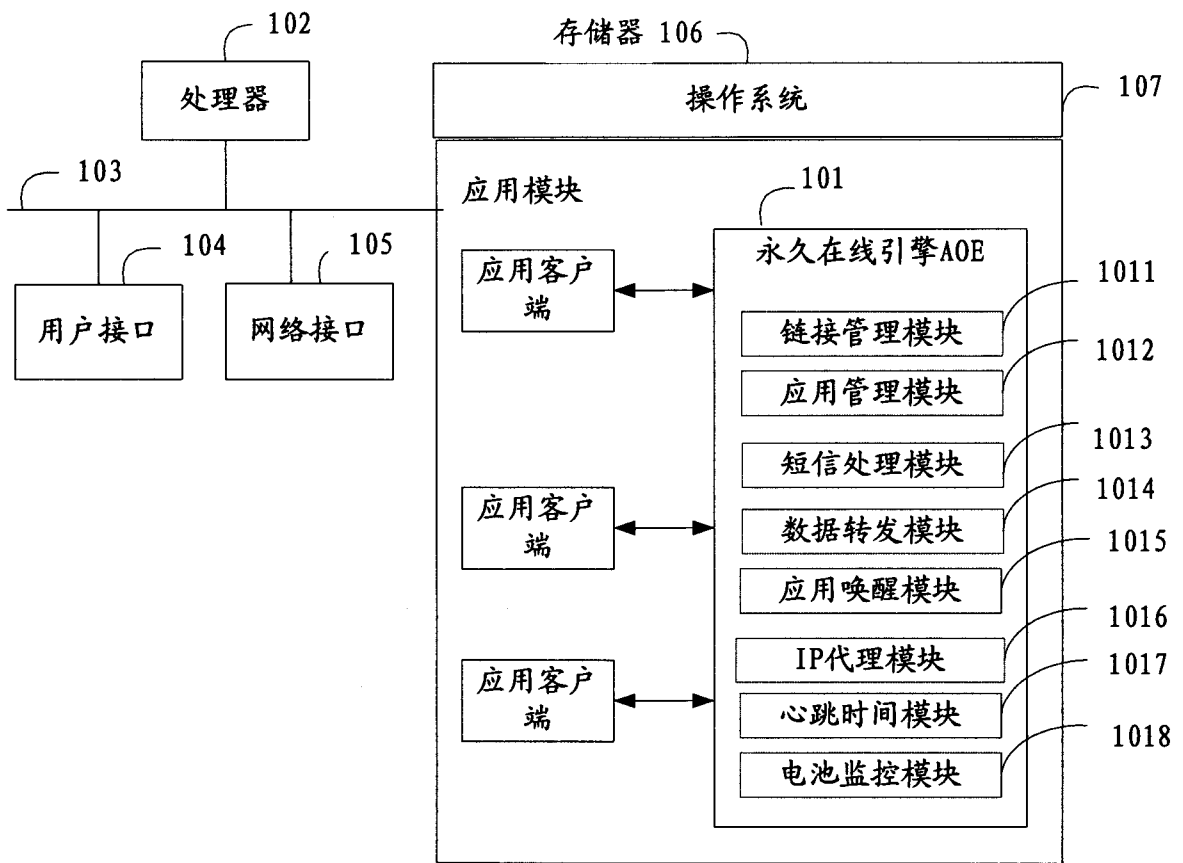 存储器 106
102
处理器
操作系统
107
103
应用模块
101
104
105
用户接口
网络接口
应用客户
端
应用客户
端
应用客户
端
永久在线引擎AOE
链接管理模块
1011
应用管理模块
1012
短信处理模块
1013
数据转发模块
1014
应用唤醒模块
1015
IP代理模块
1016
心跳时间模块
1017
电池监控模块
1018